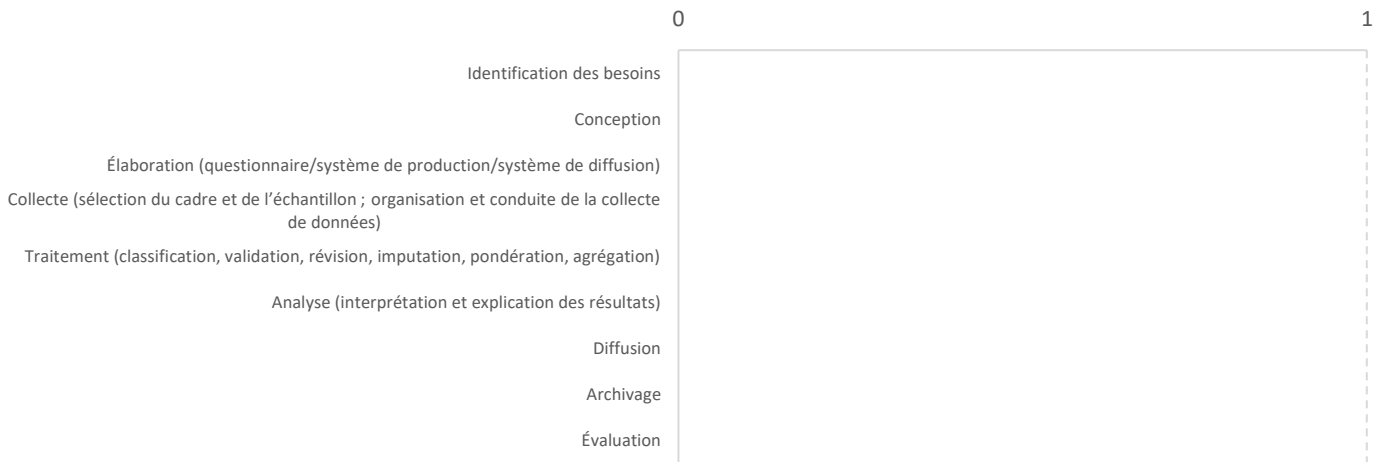 0 1
Identification des besoins
Conception
Élaboration (questionnaire/système de production/système de diffusion)
Collecte (sélection du cadre et de l’échantillon ; organisation et conduite de la collecte
de données)
Traitement (classification, validation, révision, imputation, pondération, agrégation)
Analyse (interprétation et explication des résultats)
Diffusion
Archivage
Évaluation